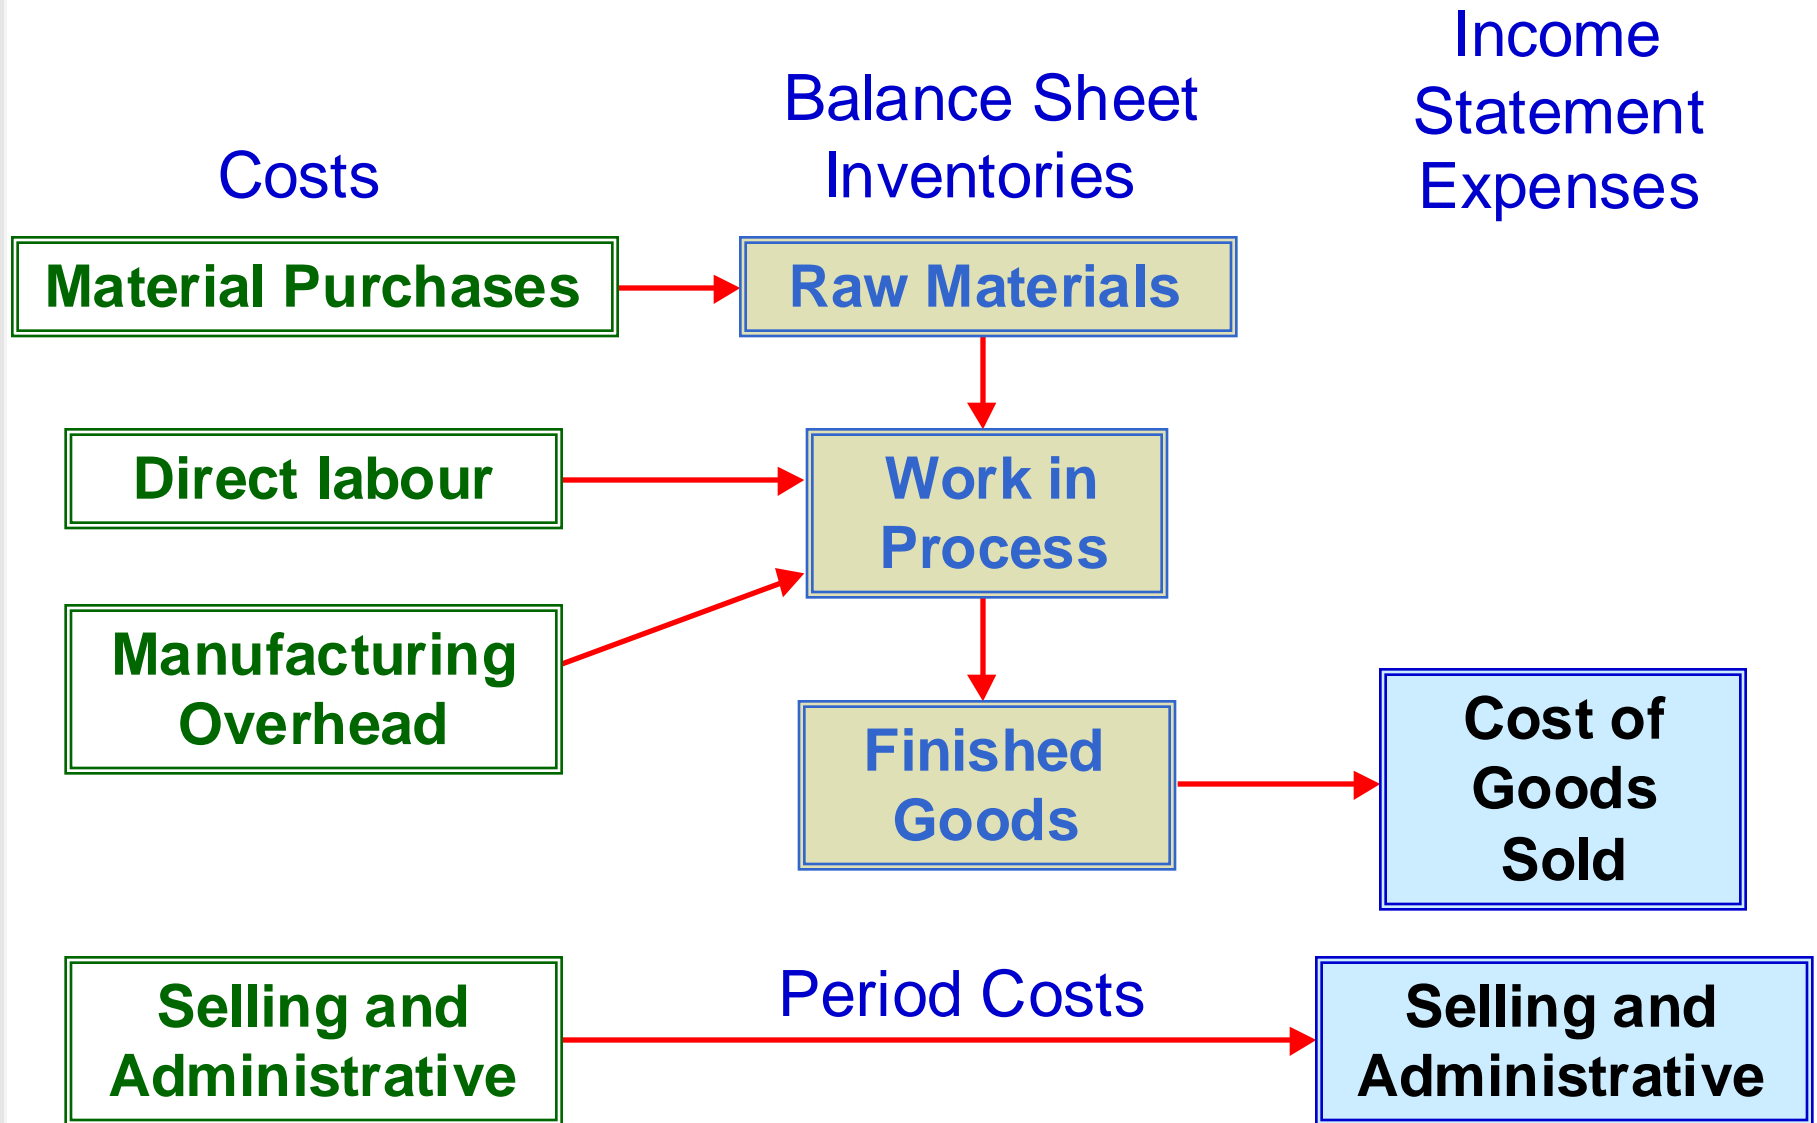 Costs
Balance Sheet
Inventories
Income
Statement
Expenses
Material Purchases
Raw Materials
Direct labour
Work in
Process
Manufacturing
Overhead
Finished
Goods
Cost of
Goods
Sold
Selling and
Administrative
Period Costs
Selling and
Administrative